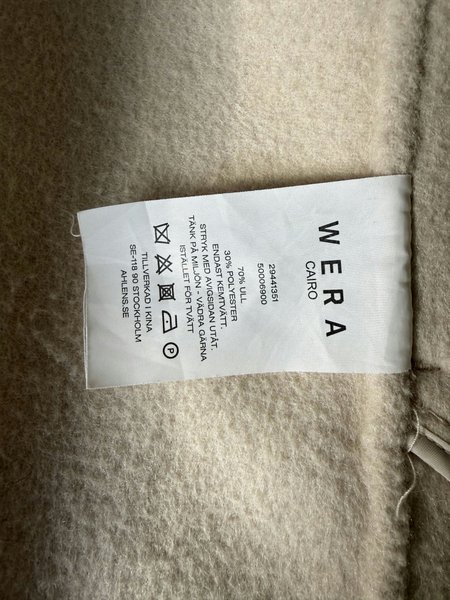 WERA
CAIRO
29441351
50006900
70% ULL
30% POLYESTER
ENDAST KEMTVÄTT.
STRYK MED AVIGSIDAN UTÅT.
TÄNK PÅ MILJÖN - VÄDRA GÄRNA
ISTÄLLET FÖR TVÄTT
P
TILLVERKAD I KINA
SE-118 90 STOCKHOLM
AHLENS.SE